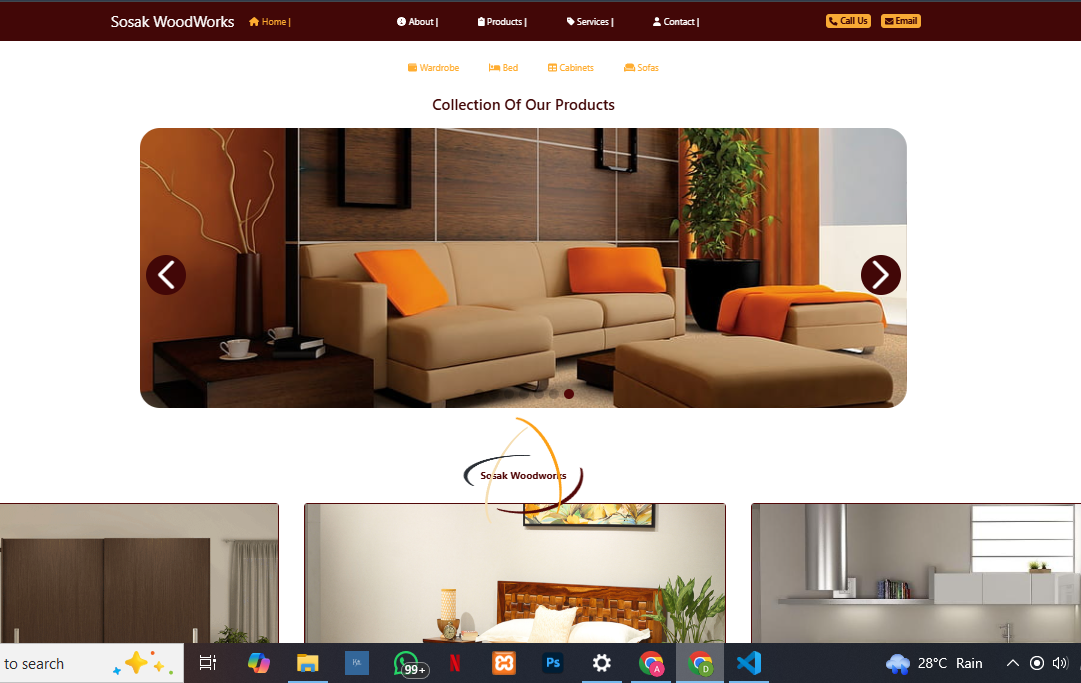 Sosak WoodWorks Home | About | Products | Services | Contact | Call Us Email
Wardrobe Bed Cabinets Sofas
Collection Of Our Products
Sosak Woodworks
to search 99+ Ps A D 28°C Rain